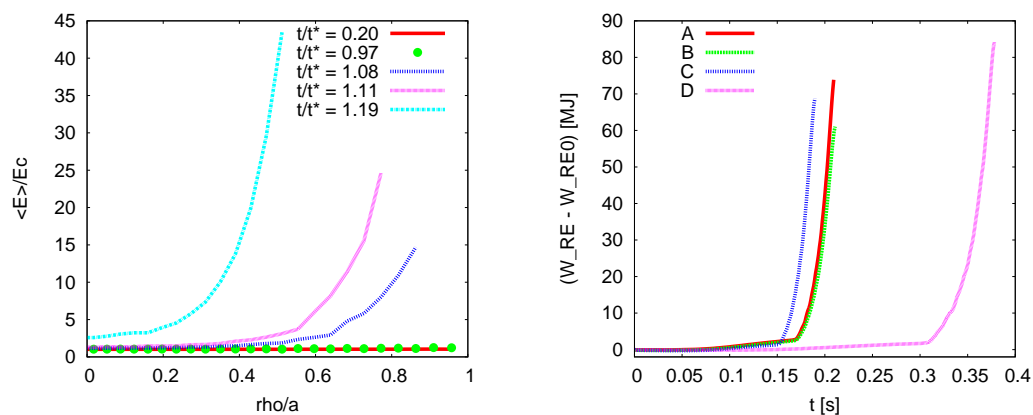 <E>/Ec
45
40
35
30
25
20
15
10
5
0
0
0.2
0.4
0.6
0.8
1
rho/a
t/t* = 0.20
t/t* = 0.97
t/t* = 1.08
t/t* = 1.11
t/t* = 1.19
(W_RE - W_RE0) [MJ]
90
80
70
60
50
40
30
20
10
0
0
0.05
0.1
0.15
0.2
0.25
0.3
0.35
0.4
t [s]
A
B
C
D